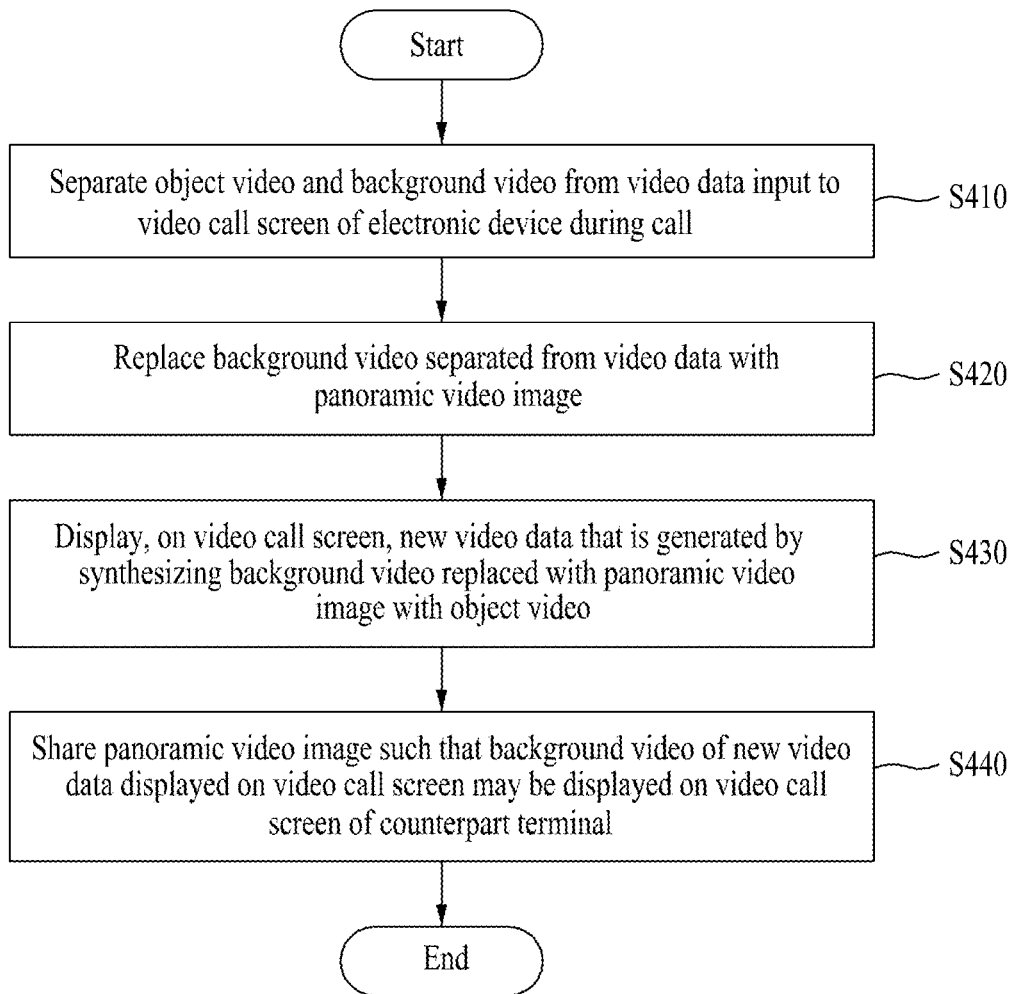 Start
Separate object video and background video from video data input to
video call screen of electronic device during call
S410
Replace background video separated from video data with
panoramic video image
S420
Display, on video call screen, new video data that is generated by
synthesizing background video replaced with panoramic video
image with object video
S430
Share panoramic video image such that background video of new video
data displayed on video call screen may be displayed on video call
screen of counterpart terminal
S440
End